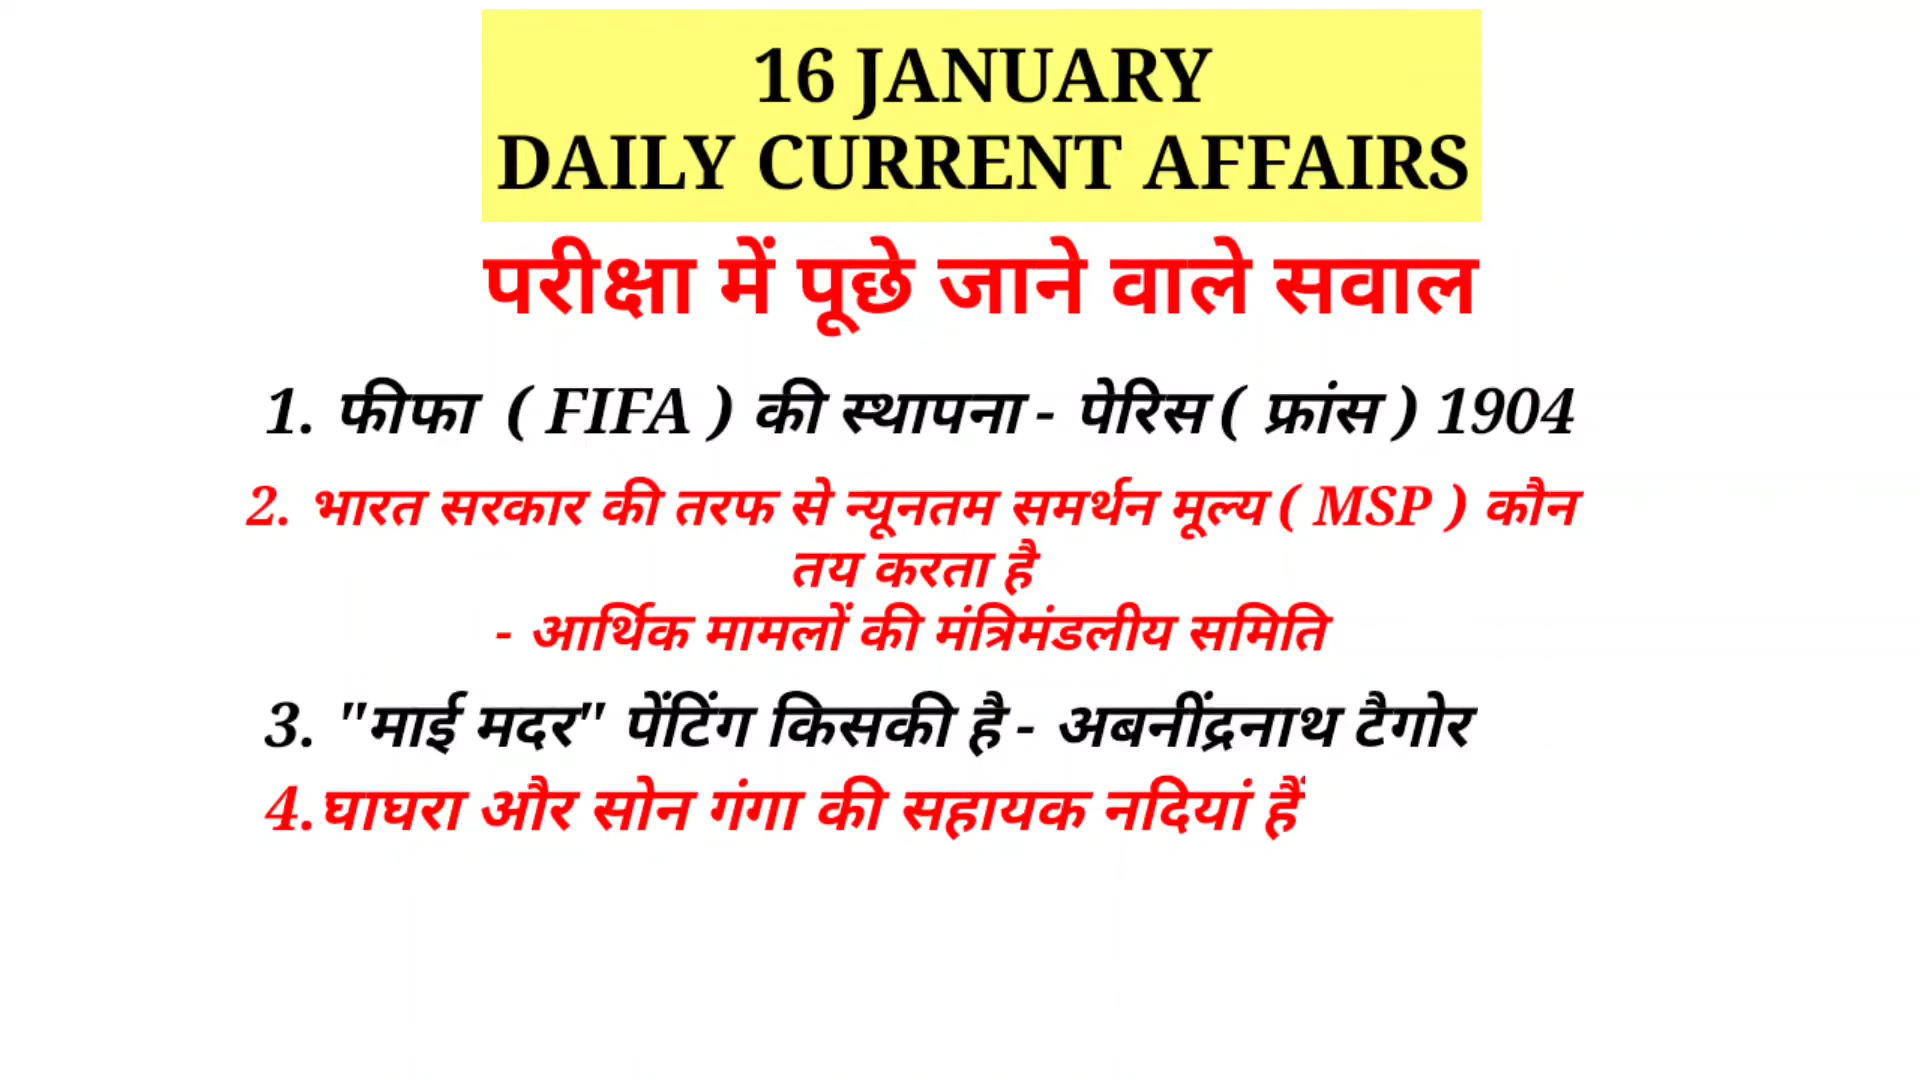 16 JANUARY
DAILY CURRENT AFFAIRS
परीक्षा में पूछे जाने वाले सवाल
1. फीफा ( FIFA ) की स्थापना - पेरिस ( फ्रांस ) 1904
2. भारत सरकार की तरफ से न्यूनतम समर्थन मूल्य ( MSP ) कौन
तय करता है
- आर्थिक मामलों की मंत्रिमंडलीय समिति
3. "माई मदर" पेंटिंग किसकी है - अबनींद्रनाथ टैगोर
4.घाघरा और सोन गंगा की सहायक नदियां हैं